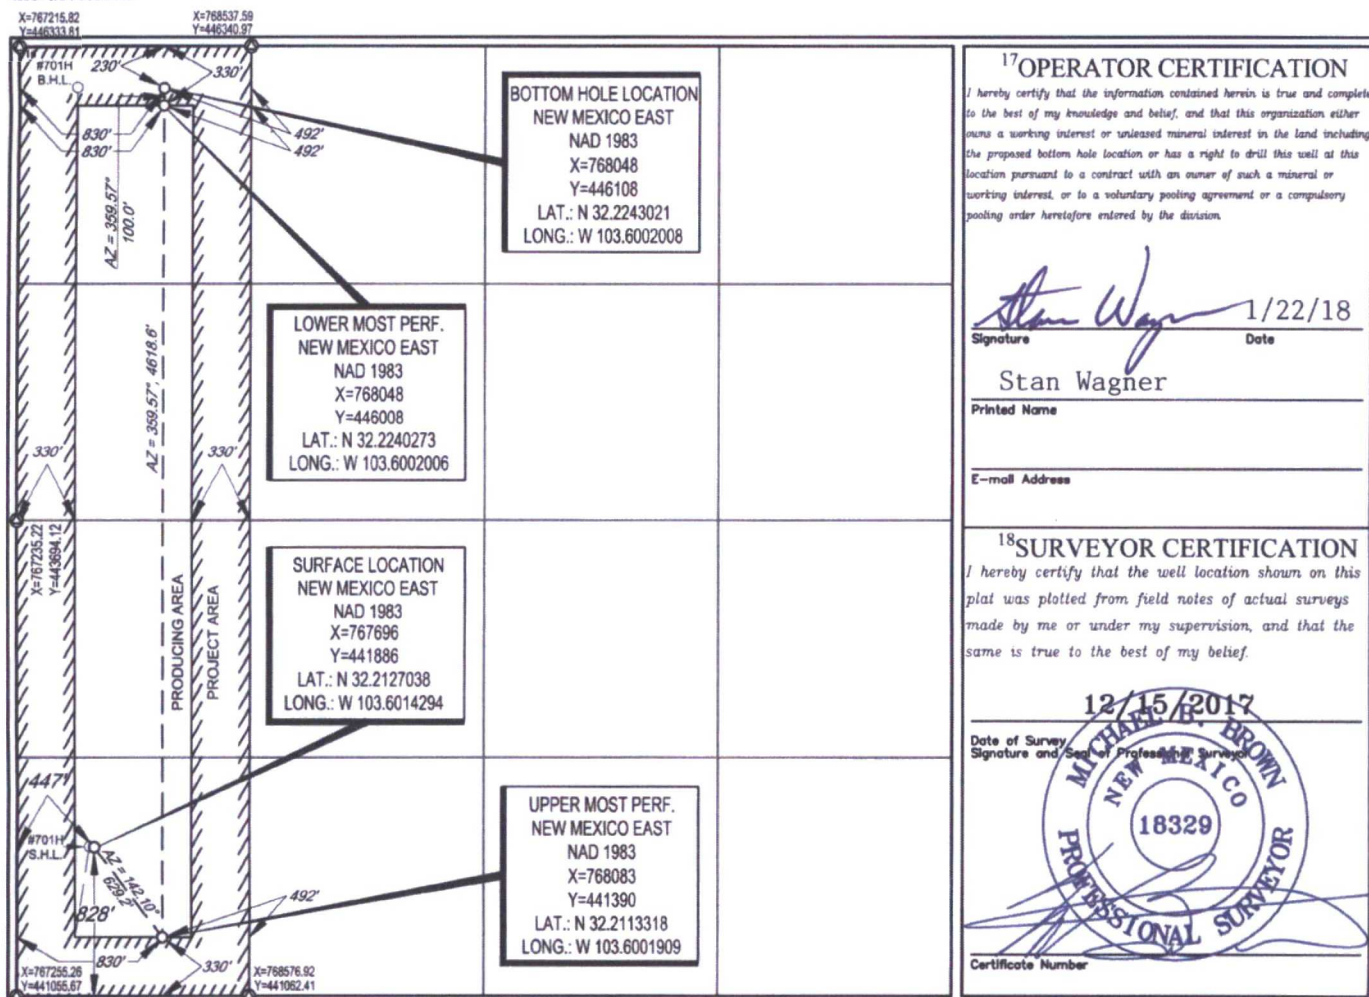 X=767215.82
Y=446333.81
X=768537.59
Y=446340.97
#701H
B.H.L.
230'
330'
830'
830'
492'
492'
AZ = 359.57°
100.0'
AZ = 359.57°, 4618.6'
330'
330'
X=767235.22
Y=443694.12
PRODUCING AREA
PROJECT AREA
447'
#701H
S.H.L.
AZ = 142.10°
629.2'
828'
492'
830'
330'
X=767255.26
Y=441055.67
X=768576.92
Y=441062.41
BOTTOM HOLE LOCATION
NEW MEXICO EAST
NAD 1983
X=768048
Y=446108
LAT.: N 32.2243021
LONG.: W 103.6002008
LOWER MOST PERF.
NEW MEXICO EAST
NAD 1983
X=768048
Y=446008
LAT.: N 32.2240273
LONG.: W 103.6002006
SURFACE LOCATION
NEW MEXICO EAST
NAD 1983
X=767696
Y=441886
LAT.: N 32.2127038
LONG.: W 103.6014294
UPPER MOST PERF.
NEW MEXICO EAST
NAD 1983
X=768083
Y=441390
LAT.: N 32.2113318
LONG.: W 103.6001909
17 OPERATOR CERTIFICATION
I hereby certify that the information contained herein is true and complete
to the best of my knowledge and belief, and that this organization either
owns a working interest or unleased mineral interest in the land including
the proposed bottom hole location or has a right to drill this well at this
location pursuant to a contract with an owner of such a mineral or
working interest, or to a voluntary pooling agreement or a compulsory
pooling order heretofore entered by the division.
Stan Wagner 1/22/18
Signature Date
Stan Wagner
Printed Name
E-mail Address
18 SURVEYOR CERTIFICATION
I hereby certify that the well location shown on this
plat was plotted from field notes of actual surveys
made by me or under my supervision, and that the
same is true to the best of my belief.
12/15/2017
Date of Survey
Signature and Seal of Professional Surveyor
MICHAEL B. BROWN
NEW MEXICO
18329
PROFESSIONAL SURVEYOR
Certificate Number